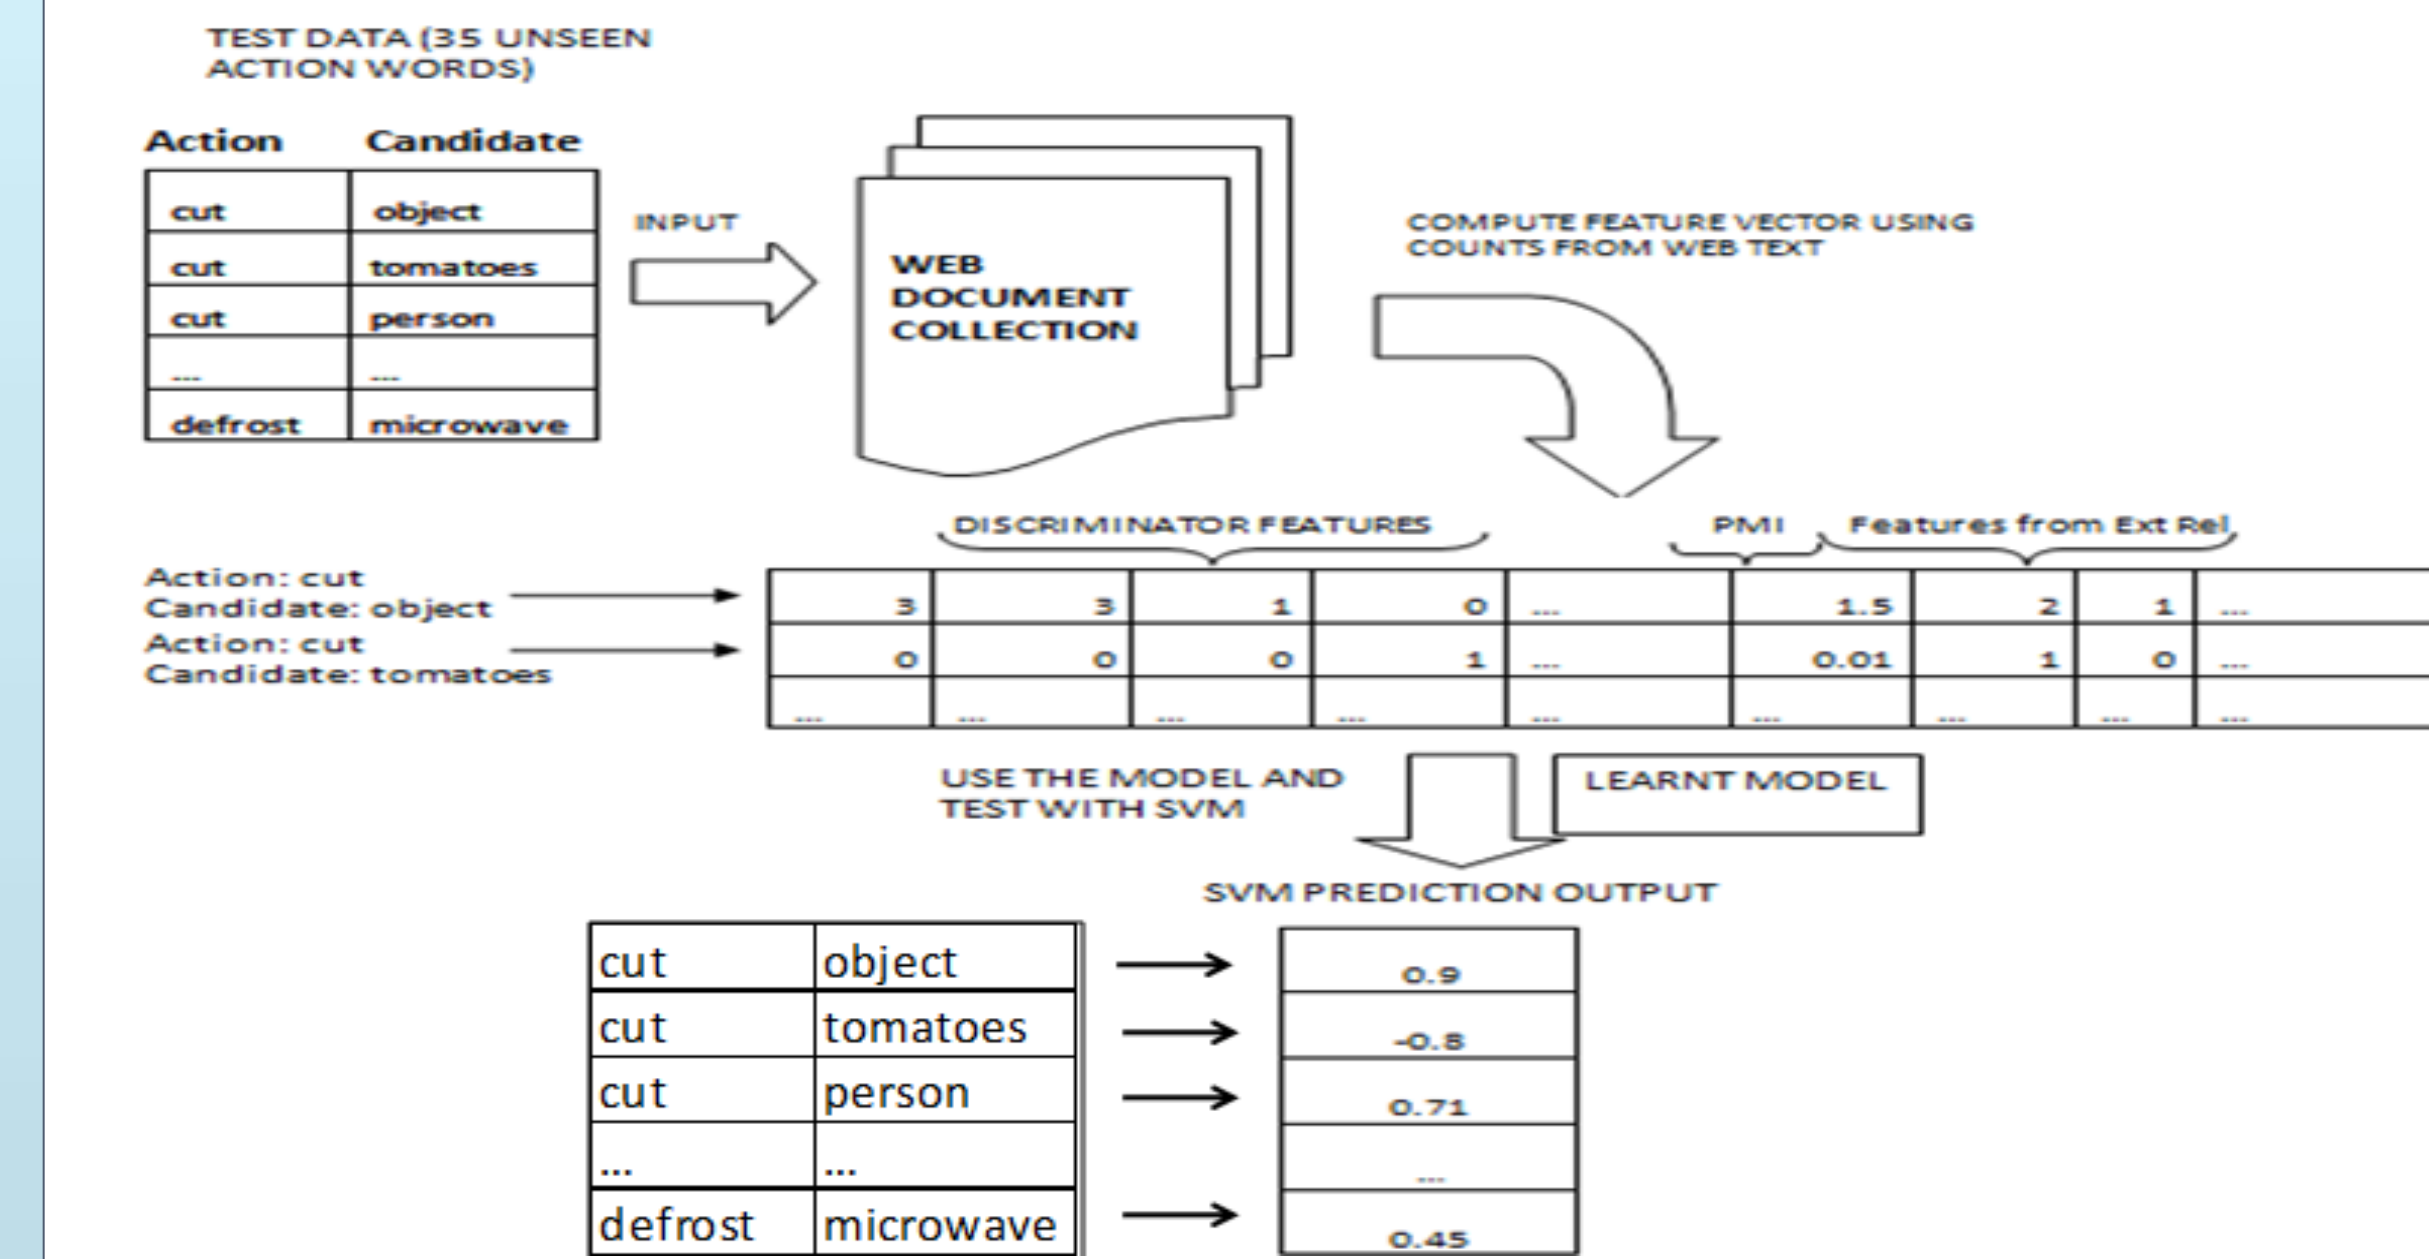 TEST DATA (35 UNSEEN
ACTION WORDS)
Action Candidate
cut object
cut tomatoes
cut person
... ...
defrost microwave
INPUT
WEB
DOCUMENT
COLLECTION
COMPUTE FEATURE VECTOR USING
COUNTS FROM WEB TEXT
DISCRIMINATOR FEATURES PMI Features from Ext Rel
Action: cut
Candidate: object
Action: cut
Candidate: tomatoes
3 3 1 0 ... 1.5 2 1 ...
0 0 0 1 ... 0.01 1 0 ...
... ... ... ... ... ... ... ... ...
USE THE MODEL AND
TEST WITH SVM
LEARNT MODEL
SVM PREDICTION OUTPUT
cut object 0.9
cut tomatoes -0.8
cut person 0.71
... ... ...
defrost microwave 0.45